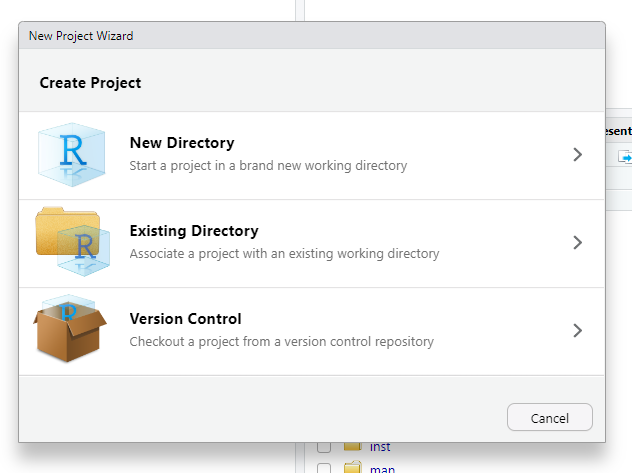 New Project Wizard
Create Project
R
New Directory
Start a project in a brand new working directory
R
Existing Directory
Associate a project with an existing working directory
R
Version Control
Checkout a project from a version control repository
Cancel
inst
man